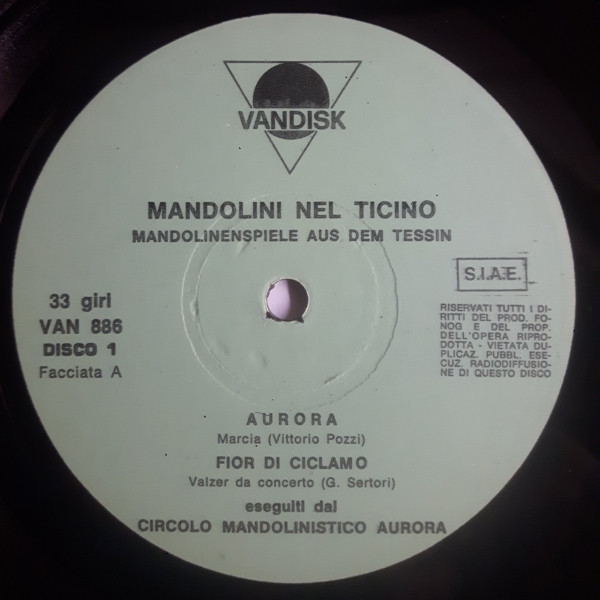 VANDISK
MANDOLINI NEL TICINO
MANDOLINENSPIELE AUS DEM TESSIN
33 giri
VAN 886
DISCO 1
Facciata A
S.I.A.E.
RISERVATI TUTTI I DI-
RITTI DEL PROD. FO-
NOG E DEL PROP.
DELL'OPERA RIPRO-
DOTTA - VIETATA DU-
PLICAZ. PUBBL. ESE-
CUZ. RADIODIFFUSIO-
NE DI QUESTO DISCO
AURORA
Marcia (Vittorio Pozzi)
FIOR DI CICLAMO
Valzer da concerto (G. Sertori)
eseguiti dal
CIRCOLO MANDOLINISTICO AURORA